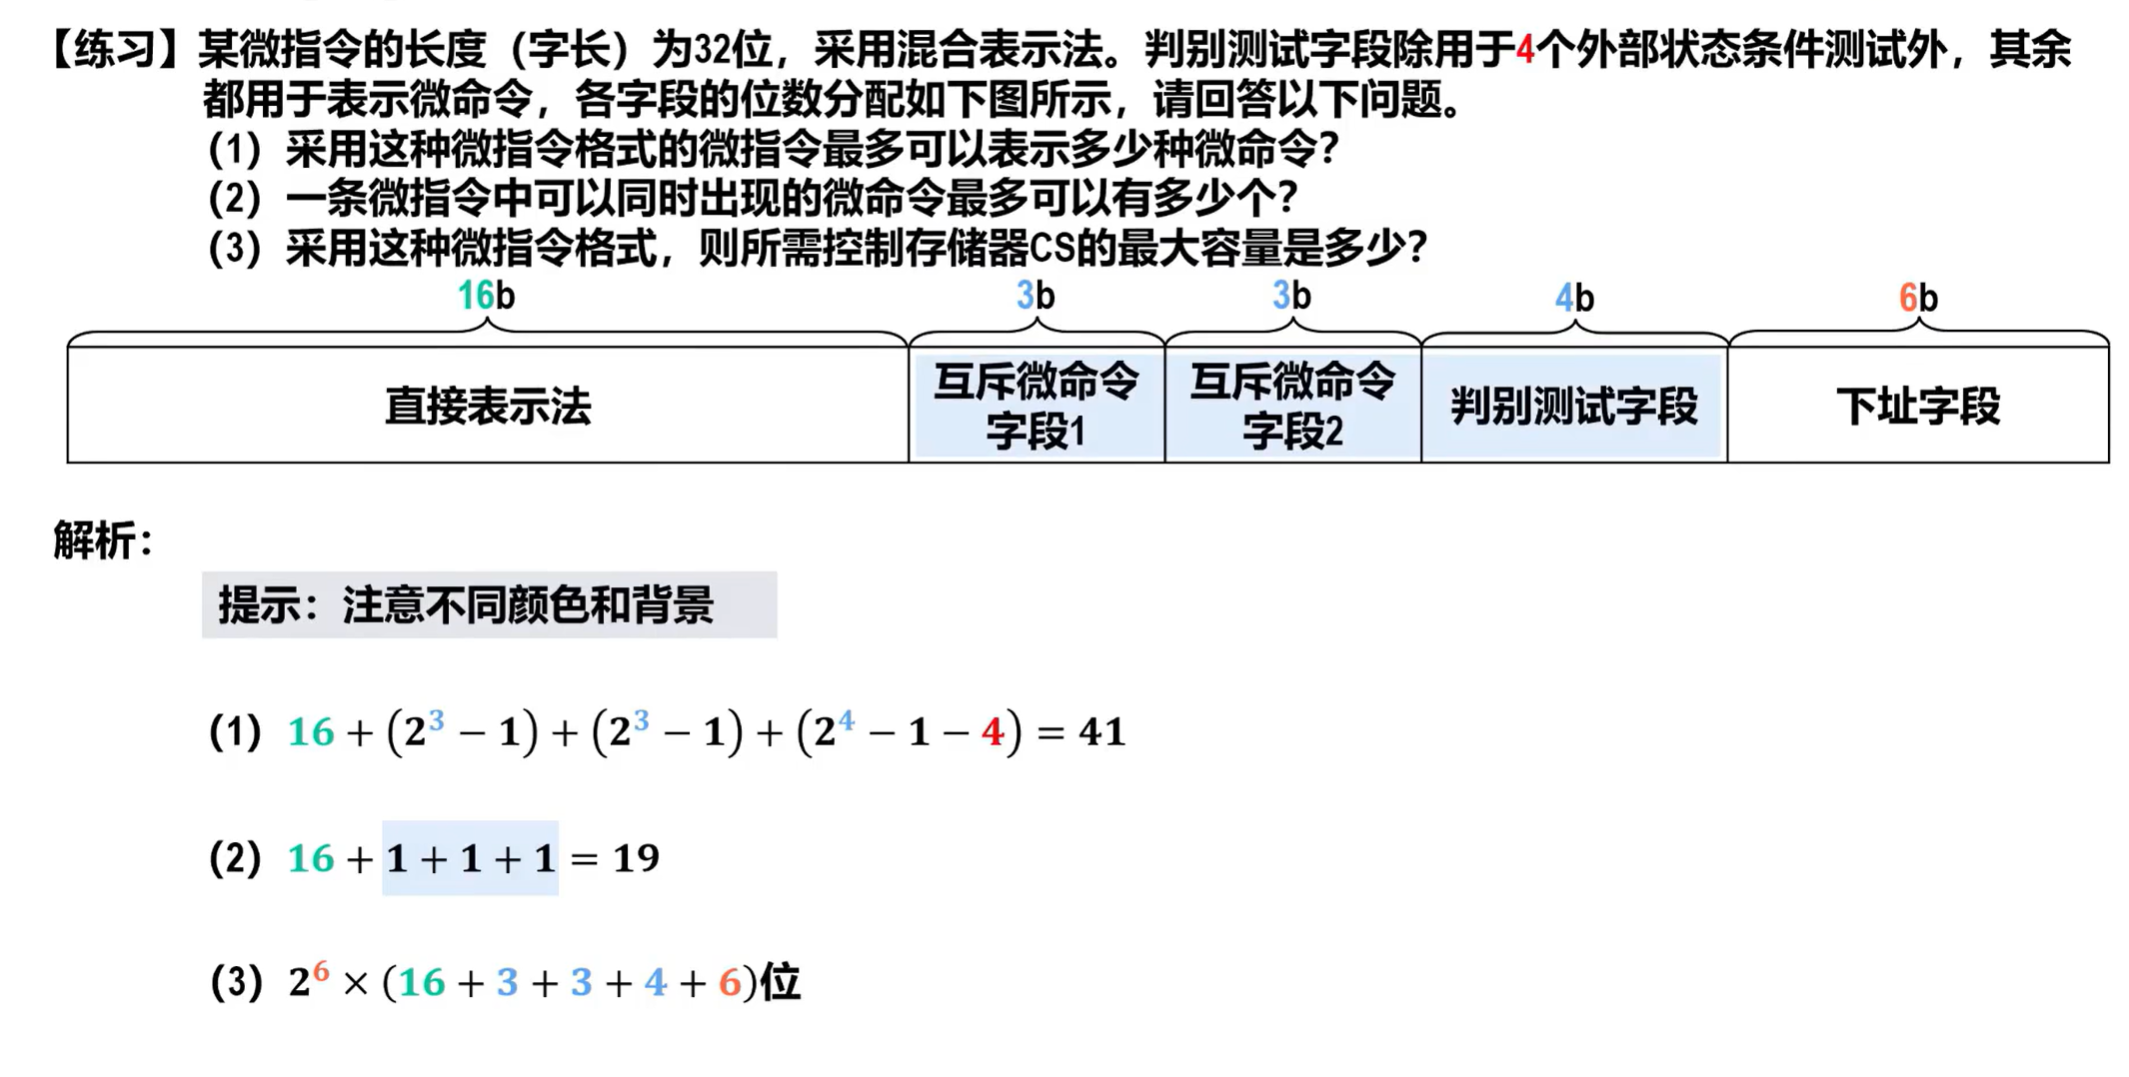 【练习】某微指令的长度（字长）为32位，采用混合表示法。判别测试字段除用于4个外部状态条件测试外，其余
都用于表示微命令，各字段的位数分配如下图所示，请回答以下问题。
（1）采用这种微指令格式的微指令最多可以表示多少种微命令？
（2）一条微指令中可以同时出现的微命令最多可以有多少个？
（3）采用这种微指令格式，则所需控制存储器CS的最大容量是多少？
16b 3b 3b 4b 6b
直接表示法
互斥微命令
字段1
互斥微命令
字段2
判别测试字段
下址字段
解析：
提示：注意不同颜色和背景
（1）16 + (2³ − 1) + (2³ − 1) + (2⁴ − 1 − 4) = 41
（2）16 + 1 + 1 + 1 = 19
（3）2⁶ × (16 + 3 + 3 + 4 + 6)位